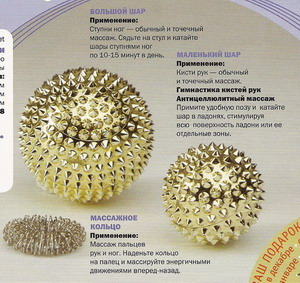 БОЛЬШОЙ ШАР
Применение:
Ступни ног — обычный и точечный
массаж. Сядьте на стул и катайте
шары ступнями ног
по 10-15 минут в день.
МАЛЕНЬКИЙ ШАР
Применение:
Кисти рук — обычный
и точечный массаж.
Гимнастика кистей рук
Антицеллюлитный массаж
Примите удобную позу и катайте
шар в ладонях, стимулируя
всю поверхность ладони или ее
отдельные зоны.
МАССАЖНОЕ
КОЛЬЦО
Применение:
Массаж пальцев
рук и ног. Наденьте кольцо
на палец и массируйте энергичными
движениями вперед-назад.
АШ ПОДАРОК
в декабре